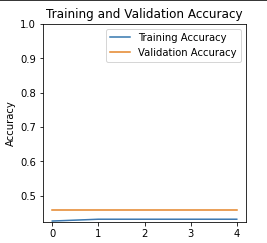 Training and Validation Accuracy
1.0
Training Accuracy
Validation Accuracy
0.9
0.8
Accuracy
0.7
0.6
0.5
0 1 2 3 4